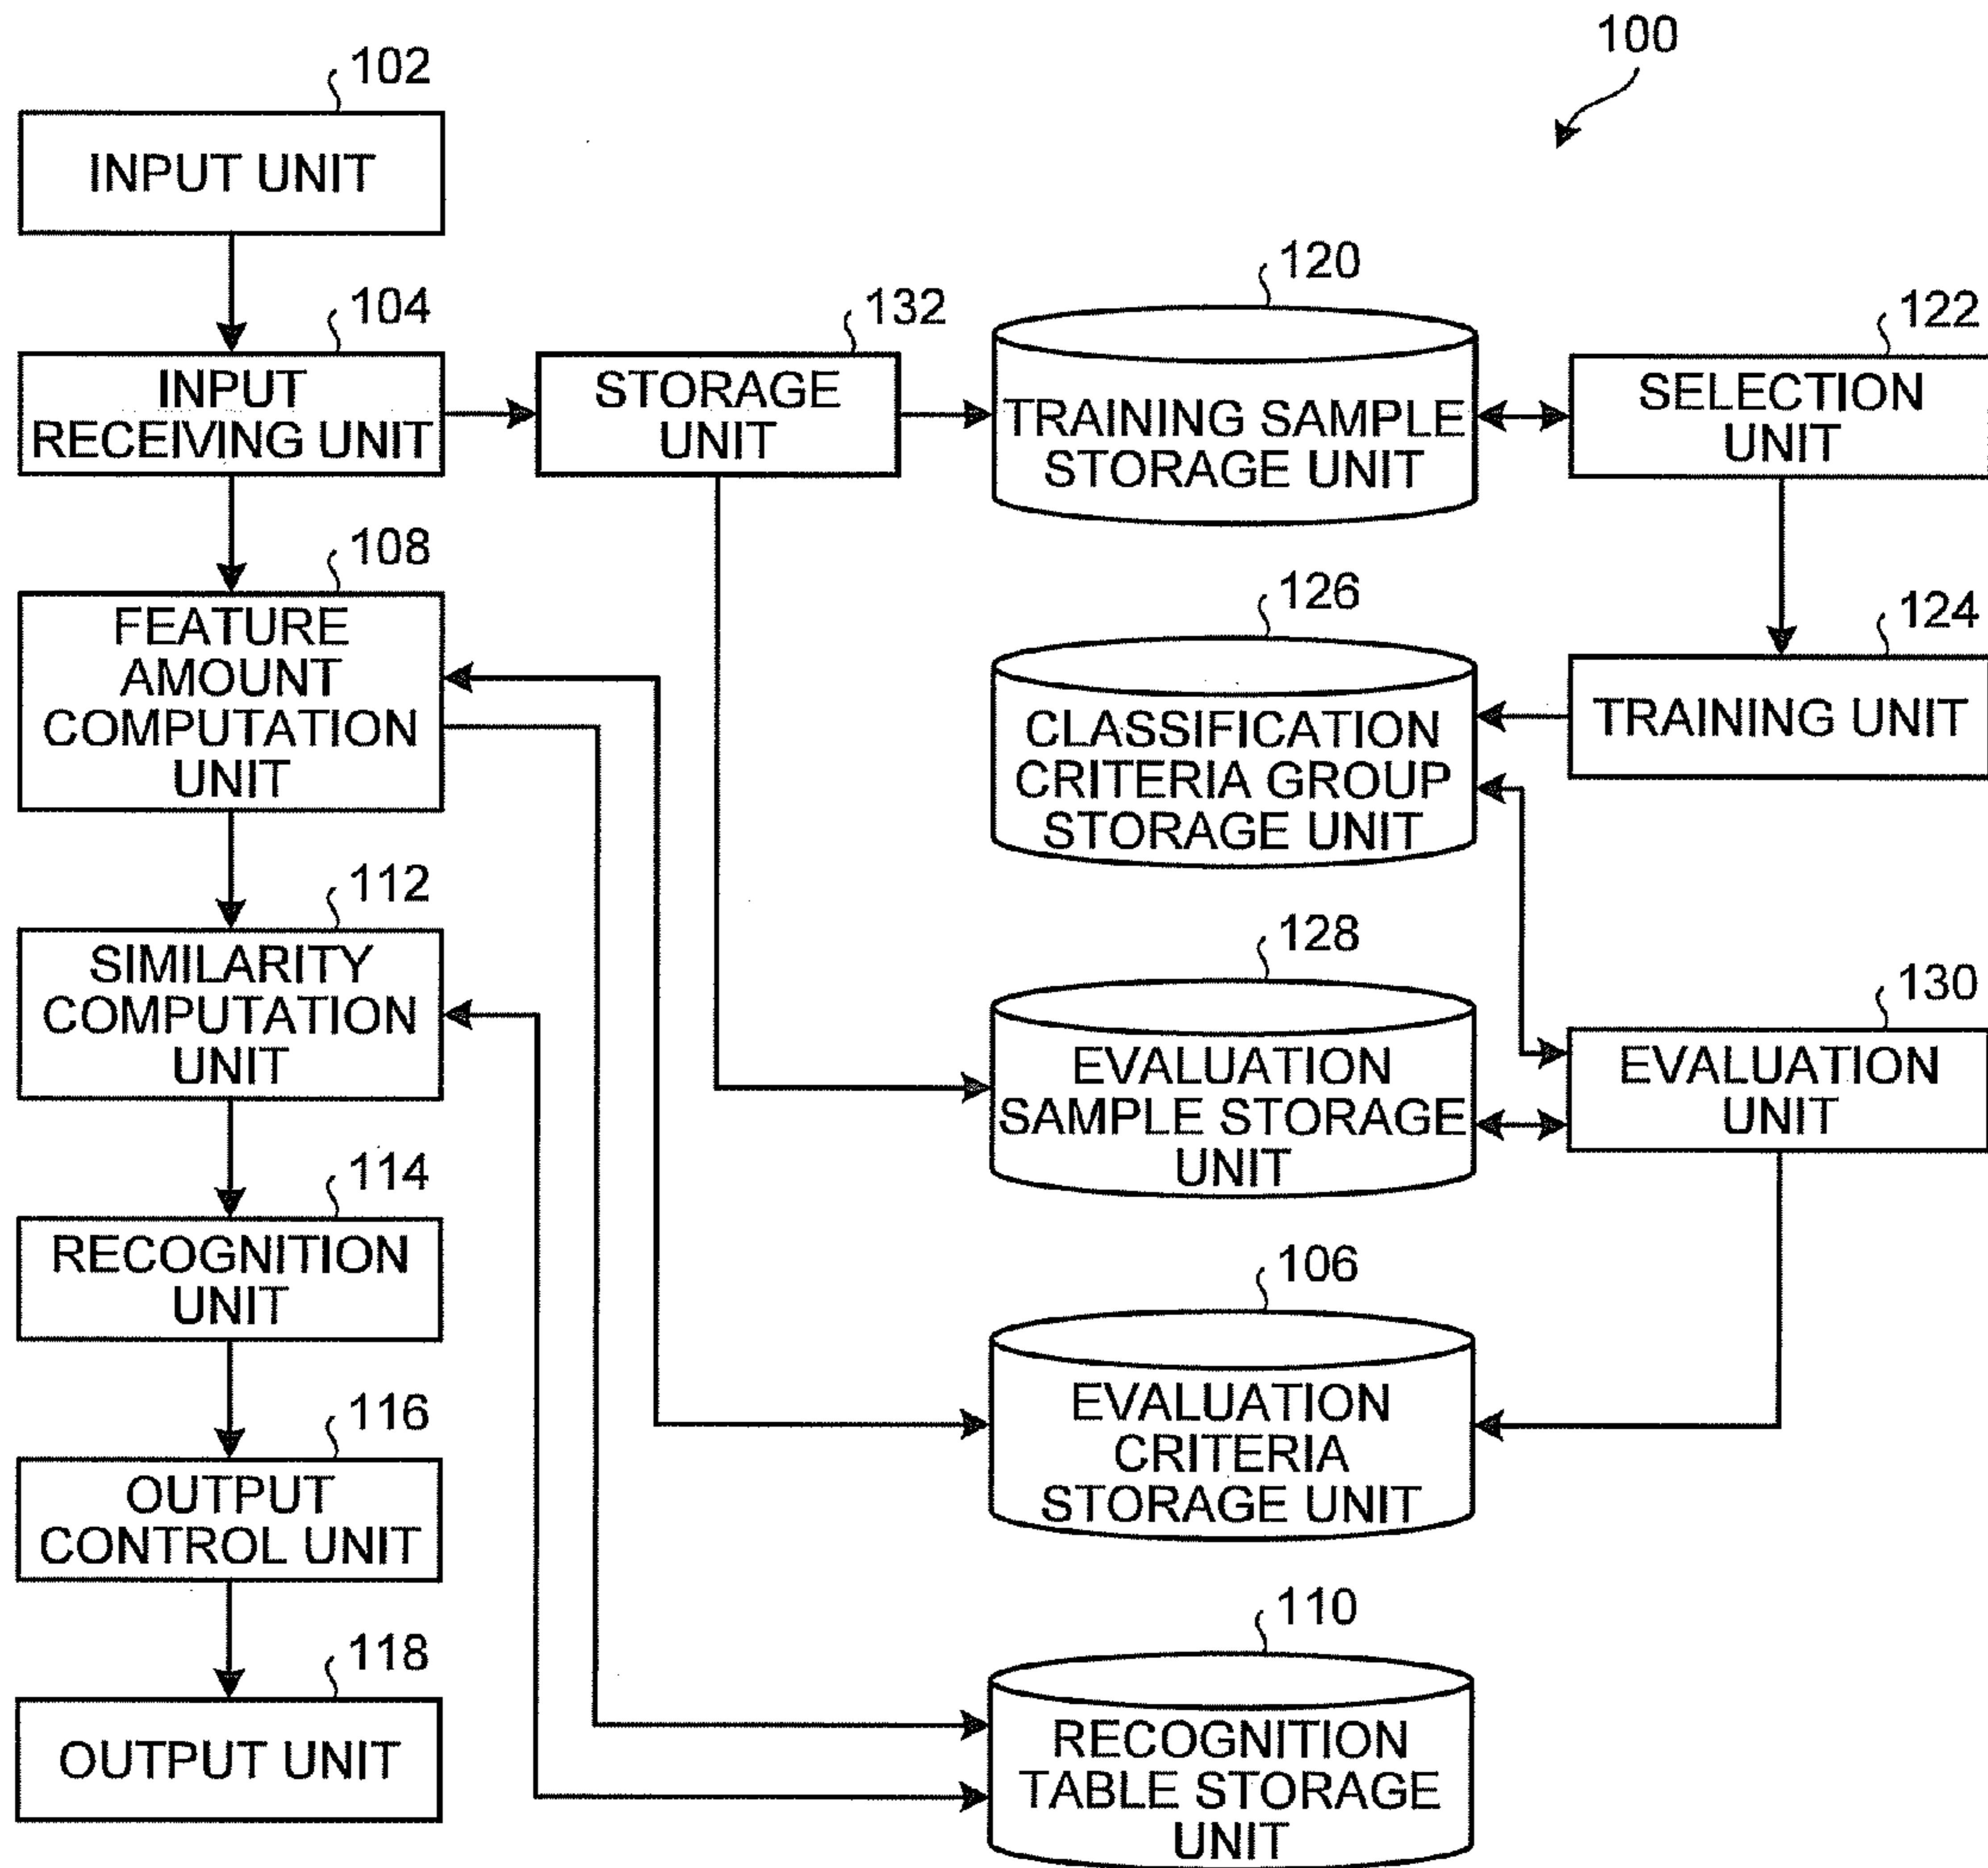 100
102
INPUT UNIT
104
INPUT
RECEIVING UNIT
132
STORAGE
UNIT
120
TRAINING SAMPLE
STORAGE UNIT
122
SELECTION
UNIT
108
FEATURE
AMOUNT
COMPUTATION
UNIT
126
CLASSIFICATION
CRITERIA GROUP
STORAGE UNIT
124
TRAINING UNIT
112
SIMILARITY
COMPUTATION
UNIT
128
EVALUATION
SAMPLE STORAGE
UNIT
130
EVALUATION
UNIT
114
RECOGNITION
UNIT
106
EVALUATION
CRITERIA
STORAGE UNIT
116
OUTPUT
CONTROL UNIT
118
OUTPUT UNIT
110
RECOGNITION
TABLE STORAGE
UNIT